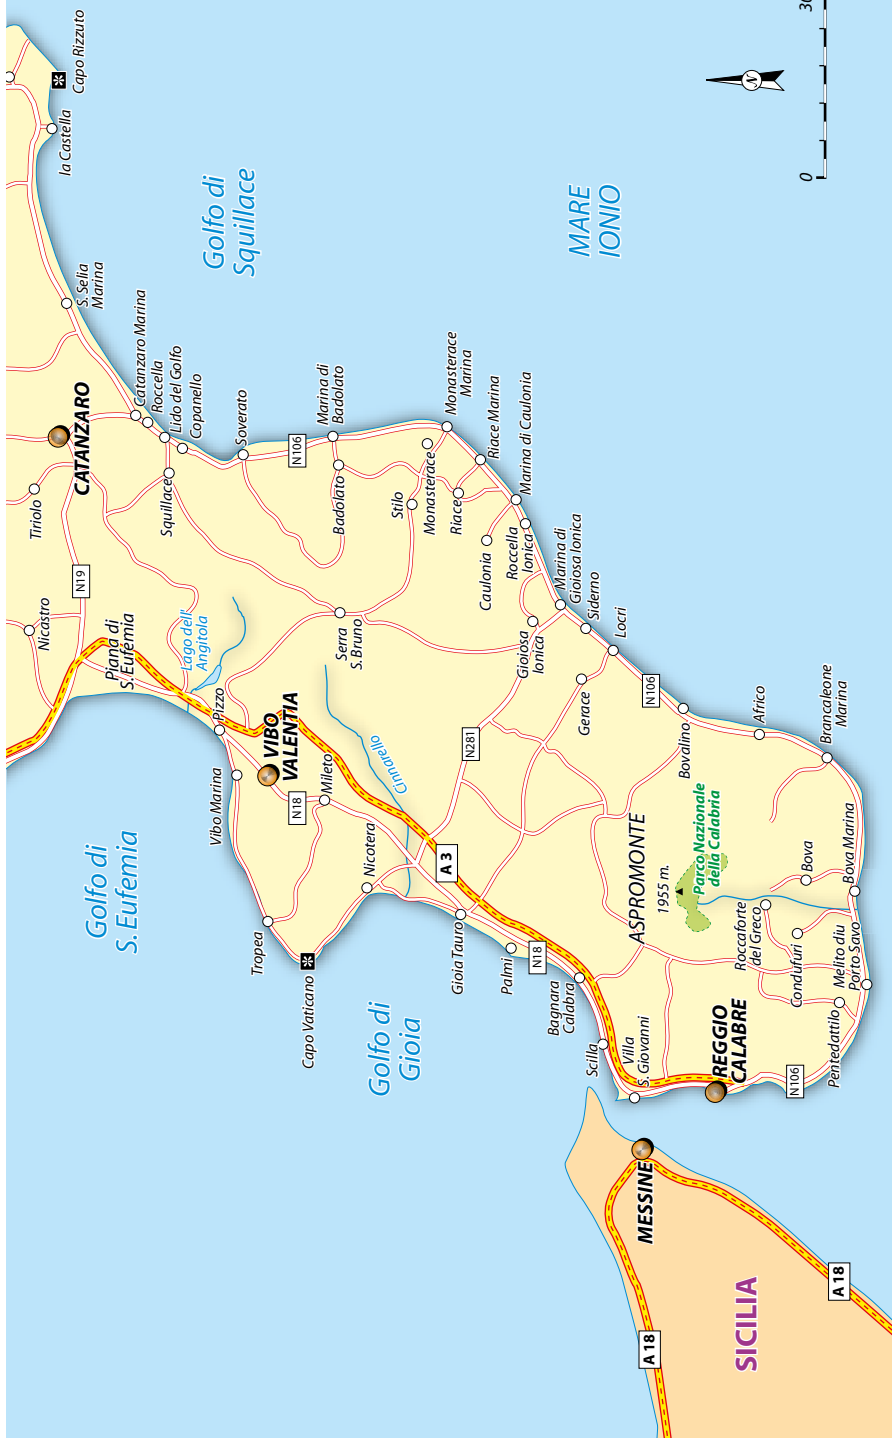 Capo Rizzuto
la Castella
Golfo di
Squillace
MARE
IONIO
N
0
30
S. Selia
Marina
CATANZARO
Catanzaro Marina
Roccella
Lido del Golfo
Copanello
Tiriolo
Squillace
Soverato
N106
Marina di
Badolato
Badolato
Monasterace
Marina
Monasterace
Stilo
Riace Marina
Riace
Marina di Caulonia
Caulonia
Roccella
Ionica
Marina di
Gioiosa Ionica
Gioiosa
Ionica
Siderno
Locri
Gerace
N106
Nicastro
N19
Piana di
S. Eufemia
Lago dell'
Angitola
Pizzo
Serra
S. Bruno
VIBO
VALENTIA
Vibo Marina
N18
Mileto
Cinnarello
N281
Golfo di
S. Eufemia
Tropea
Capo Vaticano
Nicotera
A 3
Golfo di
Gioia
Gioia Tauro
Palmi
N18
Bagnara
Calabra
Scilla
Villa
S. Giovanni
ASPROMONTE
1955 m.
Parco Nazionale
della Calabria
Bovalino
Africo
Brancaleone
Marina
Bova
Bova Marina
Roccaforte
del Greco
Condufuri
Melito diu
Porto Savo
Pentedattilo
REGGIO
CALABRE
N106
MESSINE
SICILIA
A 18
A 18